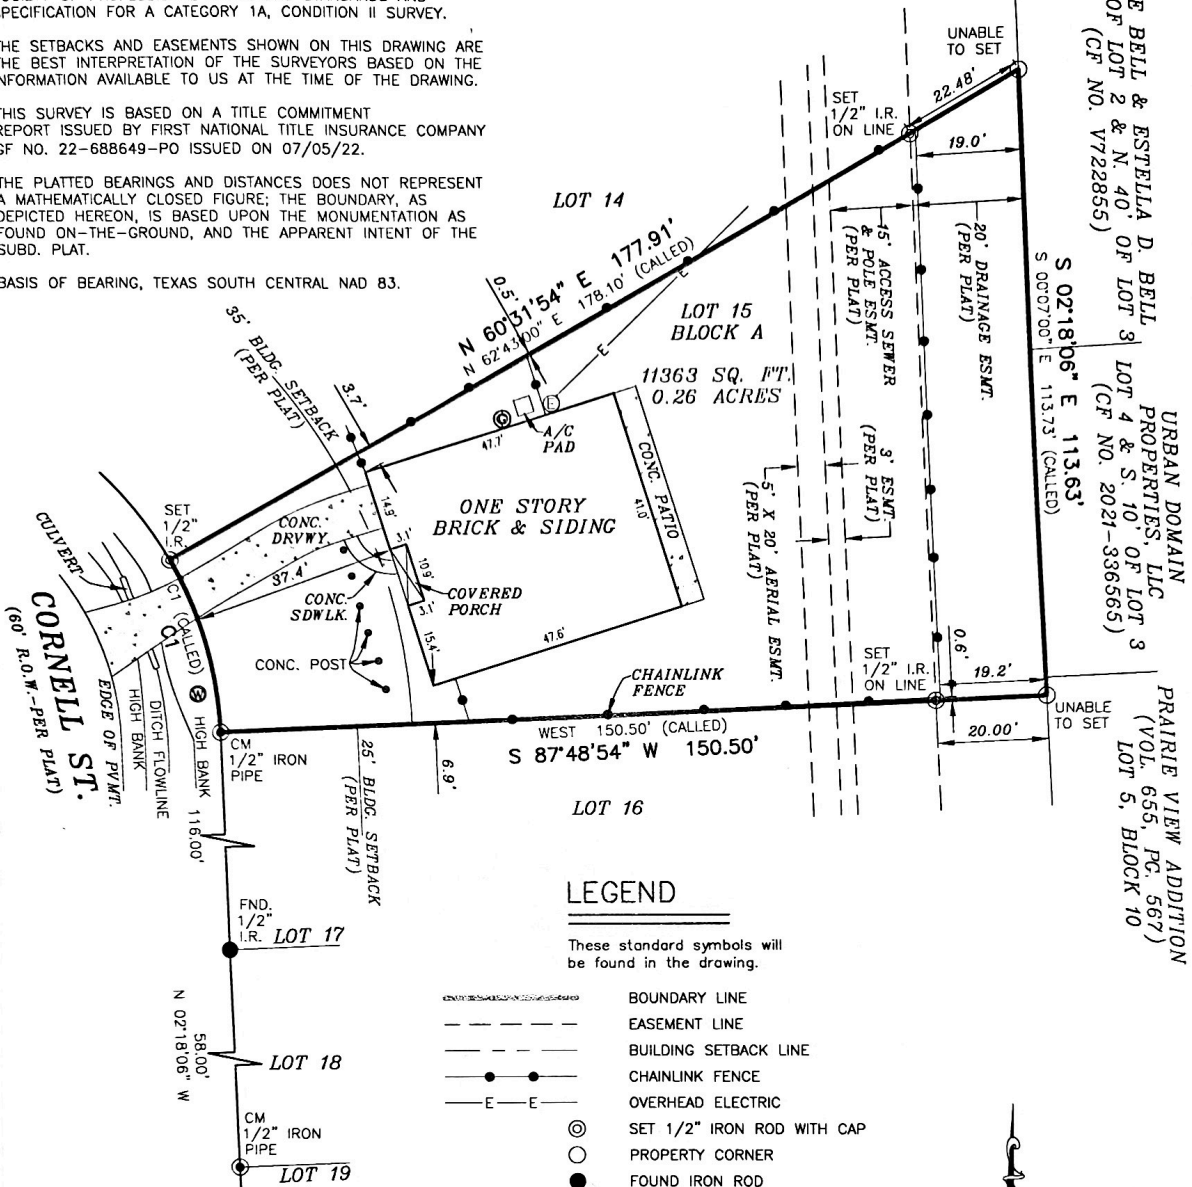 SPECIFICATION FOR A CATEGORY 1A, CONDITION II SURVEY.
THE SETBACKS AND EASEMENTS SHOWN ON THIS DRAWING ARE
THE BEST INTERPRETATION OF THE SURVEYORS BASED ON THE
INFORMATION AVAILABLE TO US AT THE TIME OF THE DRAWING.
THIS SURVEY IS BASED ON A TITLE COMMITMENT
REPORT ISSUED BY FIRST NATIONAL TITLE INSURANCE COMPANY
GF NO. 22-688649-PO ISSUED ON 07/05/22.
THE PLATTED BEARINGS AND DISTANCES DOES NOT REPRESENT
A MATHEMATICALLY CLOSED FIGURE; THE BOUNDARY, AS
DEPICTED HEREON, IS BASED UPON THE MONUMENTATION AS
FOUND ON-THE-GROUND, AND THE APPARENT INTENT OF THE
SUBD. PLAT.
BASIS OF BEARING, TEXAS SOUTH CENTRAL NAD 83.
UNABLE
TO SET
22.48'
SET
1/2" I.R.
ON LINE
19.0'
E BELL & ESTELLA D. BELL
OF LOT 2 & N. 40' OF LOT 3
(CF NO. V722855)
LOT 14
N 60°31'54" E 177.91'
N 62°43'00" E 178.10' (CALLED)
0.5'
E
E
LOT 15
BLOCK A
11363 SQ. FT.
0.26 ACRES
15' ACCESS SEWER
& POLE ESMT.
(PER PLAT)
20' DRAINAGE ESMT.
(PER PLAT)
S 02°18'06" E 113.63'
S 00°07'00" E 113.73' (CALLED)
URBAN DOMAIN
PROPERTIES, LLC
LOT 4 & S. 10' OF LOT 3
(CF NO. 2021-336565)
35' BLDG. SETBACK
(PER PLAT)
3.7'
E
G
A/C
PAD
47.7'
CONC. PATIO
41.0'
3' ESMT.
(PER PLAT)
5' X 20' AERIAL ESMT.
(PER PLAT)
ONE STORY
BRICK & SIDING
14.9'
3.1'
10.9'
3.1'
15.4'
47.6'
COVERED
PORCH
SET
1/2"
I.R.
CONC.
DRVWY.
37.4'
CONC.
SDWLK.
CONC. POST
CULVERT
C1 (CALLED)
C1
CORNELL ST.
(60' R.O.W.-PER PLAT)
EDGE OF PVMT.
HIGH BANK
DITCH FLOWLINE
W
HIGH BANK
CHAINLINK
FENCE
SET
1/2" I.R.
ON LINE
0.6'
19.2'
20.00'
UNABLE
TO SET
WEST 150.50' (CALLED)
S 87°48'54" W 150.50'
CM
1/2" IRON
PIPE
116.00'
25' BLDG. SETBACK
(PER PLAT)
6.9'
LOT 16
PRAIRIE VIEW ADDITION
(VOL. 655, PG. 567)
LOT 5, BLOCK 10
FND.
1/2"
I.R.
LOT 17
58.00'
N 02°18'06" W
LOT 18
CM
1/2" IRON
PIPE
LOT 19
LEGEND
These standard symbols will
be found in the drawing.
BOUNDARY LINE
EASEMENT LINE
BUILDING SETBACK LINE
CHAINLINK FENCE
E E OVERHEAD ELECTRIC
SET 1/2" IRON ROD WITH CAP
PROPERTY CORNER
FOUND IRON ROD